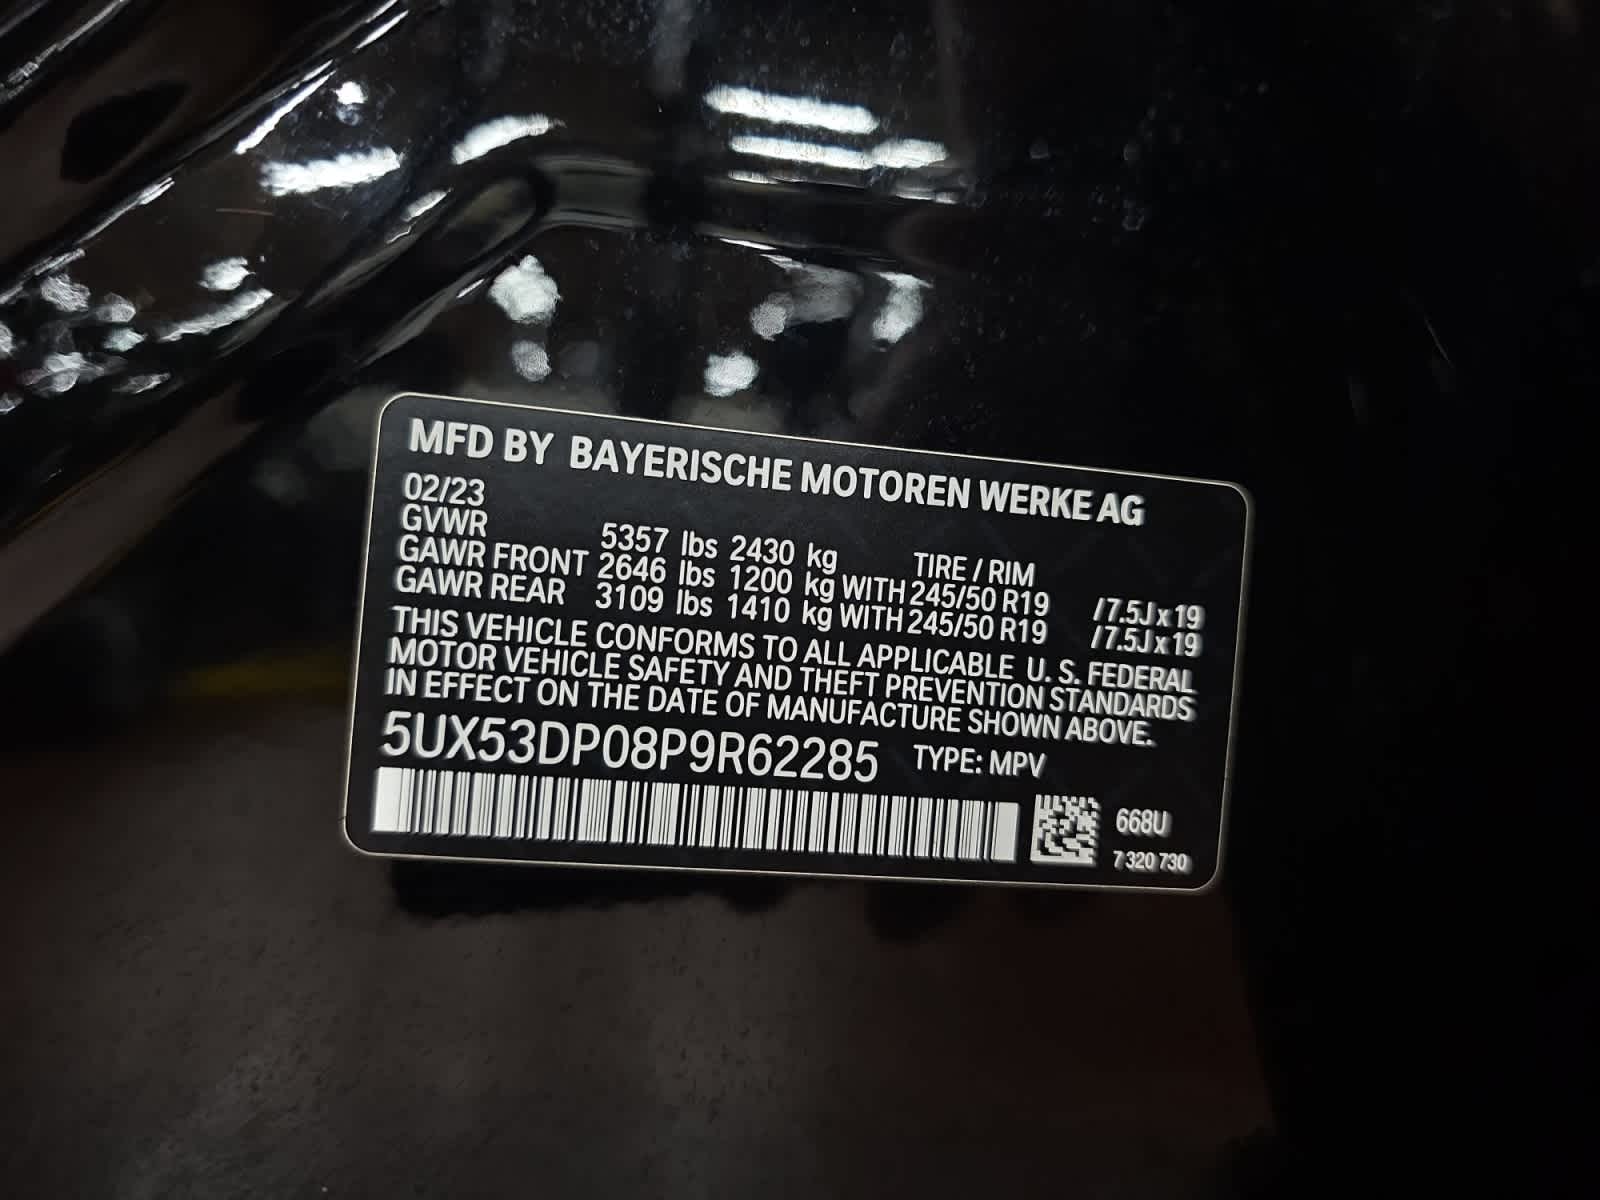 MFD BY BAYERISCHE MOTOREN WERKE AG
02/23
GVWR 5357 lbs 2430 kg TIRE / RIM
GAWR FRONT 2646 lbs 1200 kg WITH 245/50 R19 /7.5J x 19
GAWR REAR 3109 lbs 1410 kg WITH 245/50 R19 /7.5J x 19
THIS VEHICLE CONFORMS TO ALL APPLICABLE U. S. FEDERAL
MOTOR VEHICLE SAFETY AND THEFT PREVENTION STANDARDS
IN EFFECT ON THE DATE OF MANUFACTURE SHOWN ABOVE.
5UX53DP08P9R62285 TYPE: MPV
668U
7 320 730